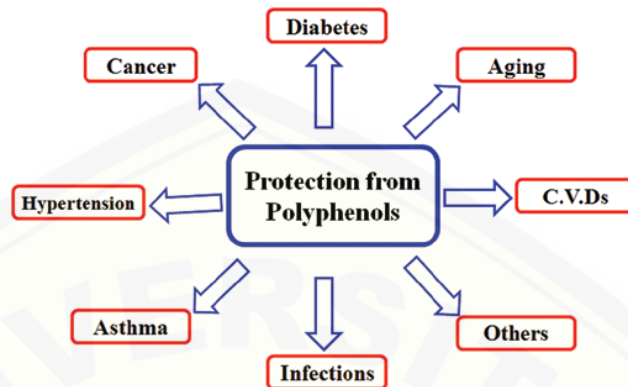 Diabetes
Cancer
Aging
Protection from
Polyphenols
Hypertension
C.V.Ds
Asthma
Others
Infections